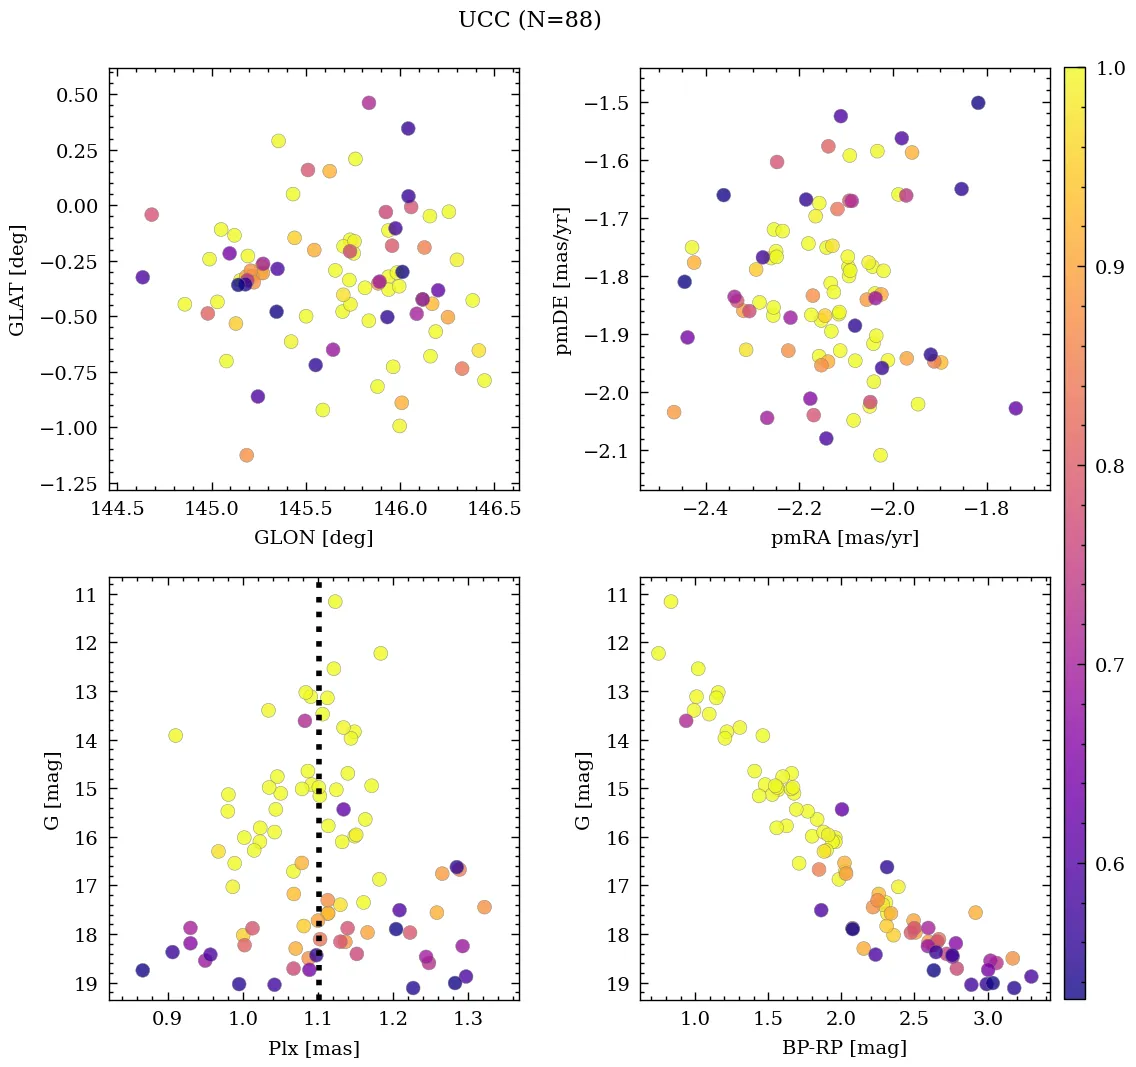 UCC (N=88)
0.50
0.25
0.00
−0.25
−0.50
−0.75
−1.00
−1.25
GLAT [deg]
144.5 145.0 145.5 146.0 146.5
GLON [deg]
−1.5
−1.6
−1.7
−1.8
−1.9
−2.0
−2.1
pmDE [mas/yr]
−2.4 −2.2 −2.0 −1.8
pmRA [mas/yr]
1.0
0.9
0.8
0.7
0.6
11
12
13
14
15
16
17
18
19
G [mag]
0.9 1.0 1.1 1.2 1.3
Plx [mas]
11
12
13
14
15
16
17
18
19
G [mag]
1.0 1.5 2.0 2.5 3.0
BP-RP [mag]